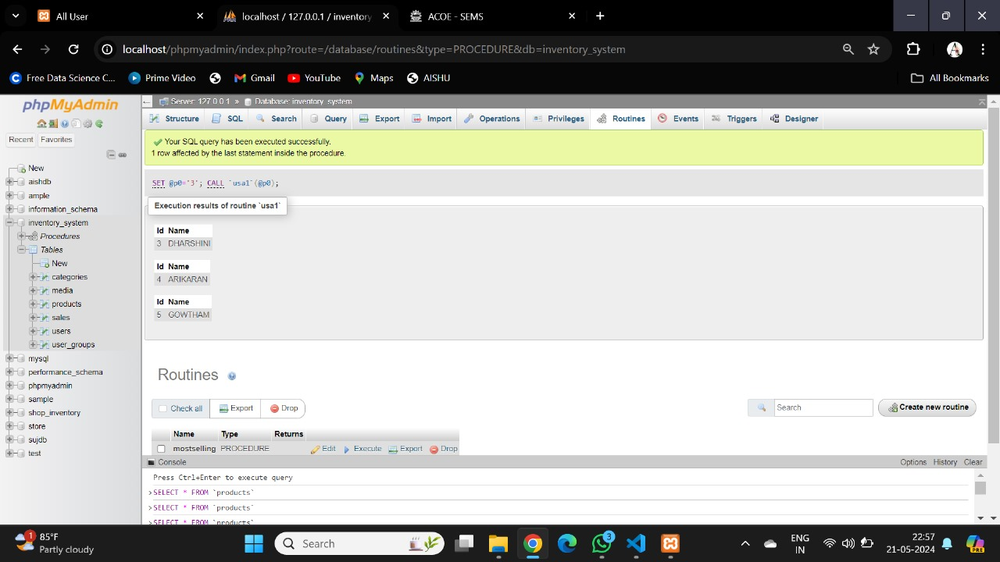 All User
localhost / 127.0.0.1 / inventory
ACOE - SEMS
localhost/phpmyadmin/index.php?route=/database/routines&type=PROCEDURE&db=inventory_system
Free Data Science C...
Prime Video
Gmail
YouTube
Maps
AISHU
All Bookmarks
phpMyAdmin
Recent
Favorites
New
aishdb
ample
information_schema
inventory_system
Procedures
Tables
New
categories
media
products
sales
users
user_groups
mysql
performance_schema
phpmyadmin
sample
shop_inventory
store
sujdb
test
Server: 127.0.0.1 » Database: inventory_system
Structure
SQL
Search
Query
Export
Import
Operations
Privileges
Routines
Events
Triggers
Designer
Your SQL query has been executed successfully.
1 row affected by the last statement inside the procedure.
SET @p0='3'; CALL `usa1`(@p0);
Execution results of routine `usa1`
Id Name
3 DHARSHINI
Id Name
4 ARIKARAN
Id Name
5 GOWTHAM
Routines
Check all
Export
Drop
Search
Create new routine
Name Type Returns
mostselling PROCEDURE Edit Execute Export Drop
Console
Options History Clear
Press Ctrl+Enter to execute query
>SELECT * FROM `products`
>SELECT * FROM `products`
>SELECT * FROM `products`
1
85°F
Partly cloudy
Search
3
ENG
IN
22:57
21-05-2024
PRE